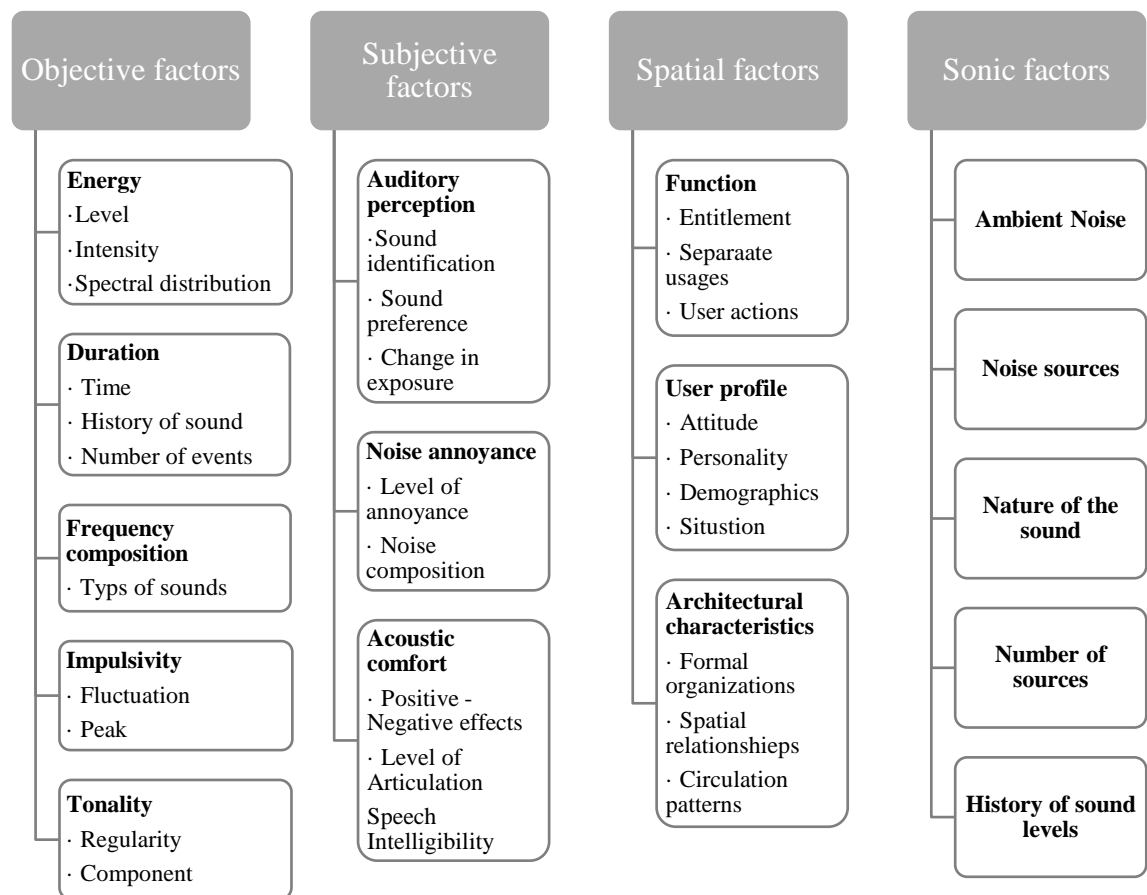 Objective factors
Energy
·Level
·Intensity
·Spectral distribution
Duration
· Time
· History of sound
· Number of events
Frequency
composition
· Typs of sounds
Impulsivity
· Fluctuation
· Peak
Tonality
· Regularity
· Component
Subjective
factors
Auditory
perception
·Sound
identification
· Sound
preference
· Change in
exposure
Noise annoyance
· Level of
annoyance
· Noise
composition
Acoustic
comfort
· Positive -
Negative effects
· Level of
Articulation
Speech
Intelligibility
Spatial factors
Function
· Entitlement
· Separaate
usages
· User actions
User profile
· Attitude
· Personality
· Demographics
· Situstion
Architectural
characteristics
· Formal
organizations
· Spatial
relationshieps
· Circulation
patterns
Sonic factors
Ambient Noise
Noise sources
Nature of the
sound
Number of
sources
History of sound
levels